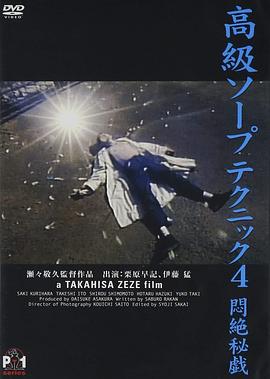 DVD
VIDEO
高級ソープテクニック4
悶絶秘戯
瀬々敬久監督作品 出演:栗原早記、伊藤 猛
a TAKAHISA ZEZE film
SAKI KURIHARA TAKESHI ITO SHIROU SHIMOMOTO HOTARU HAZUKI YUKO TAKI
Produced by DAISUKE ASAKURA Written by SABURO RAKAN
Director of Photography KOUICHI SAITO Edited by SYOJI SAKAI
P-1
series